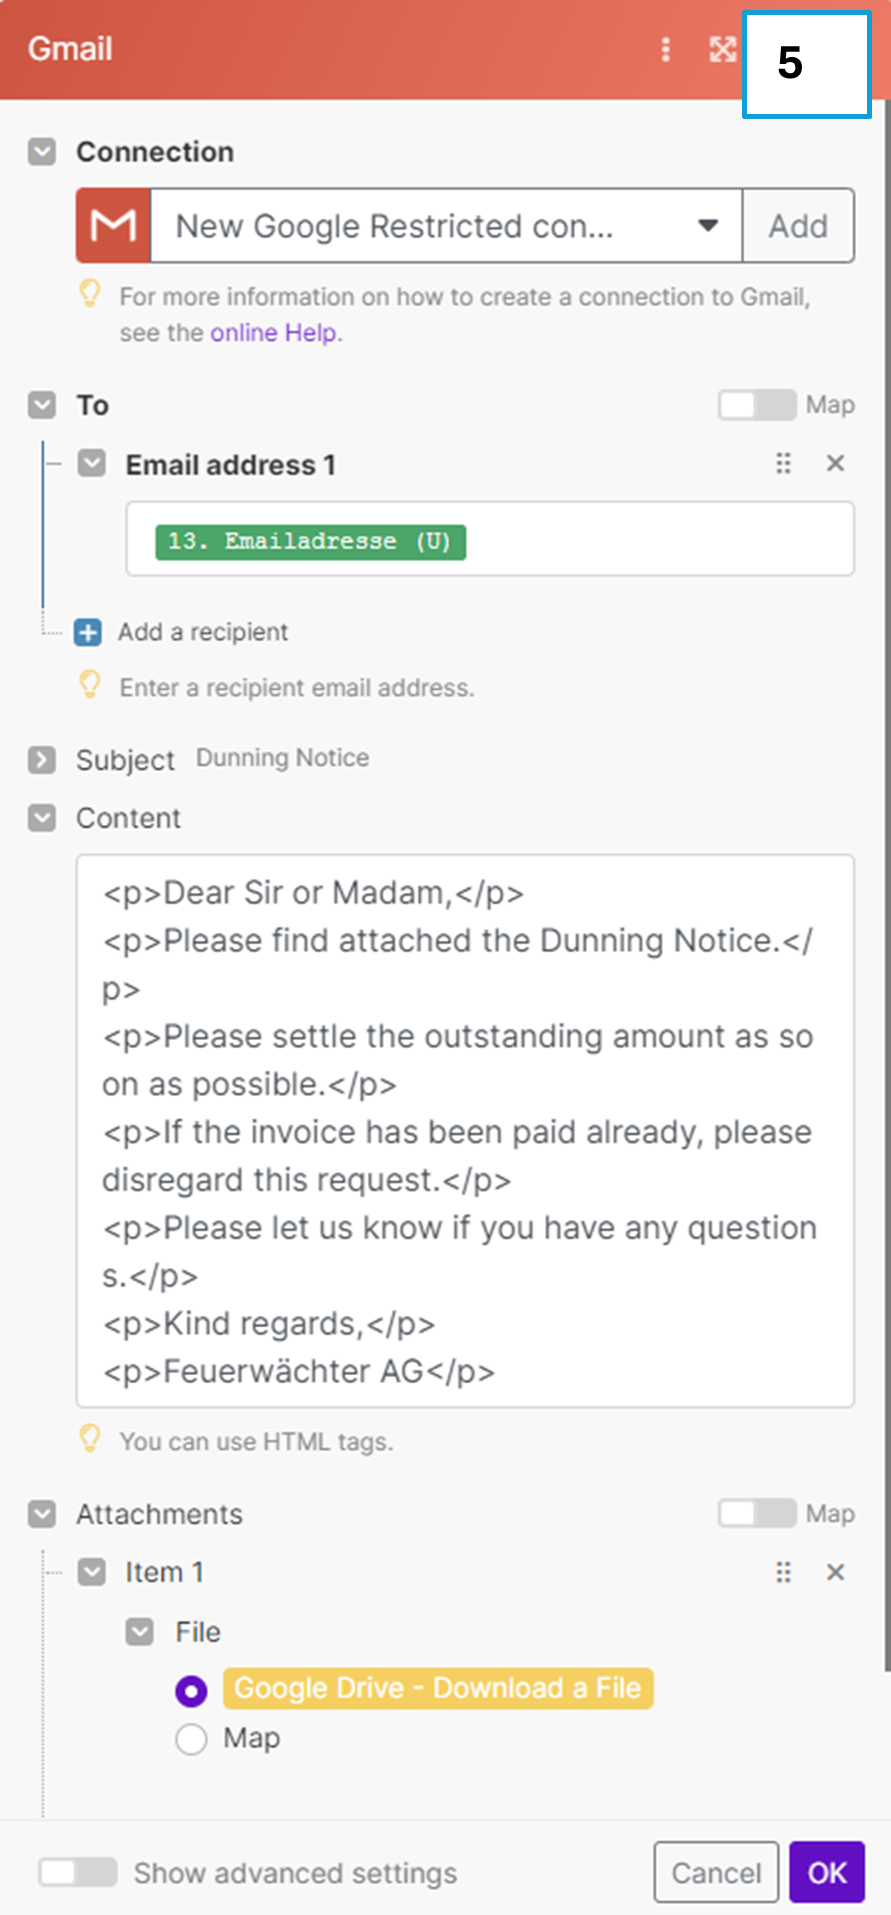 Gmail
5
Connection
New Google Restricted con...
Add
For more information on how to create a connection to Gmail,
see the online Help.
To
Map
Email address 1
13. Emailadresse (U)
Add a recipient
Enter a recipient email address.
Subject Dunning Notice
Content
<p>Dear Sir or Madam,</p>
<p>Please find attached the Dunning Notice.</
p>
<p>Please settle the outstanding amount as so
on as possible.</p>
<p>If the invoice has been paid already, please
disregard this request.</p>
<p>Please let us know if you have any question
s.</p>
<p>Kind regards,</p>
<p>Feuerwächter AG</p>
You can use HTML tags.
Attachments
Map
Item 1
File
Google Drive - Download a File
Map
Show advanced settings
Cancel
OK